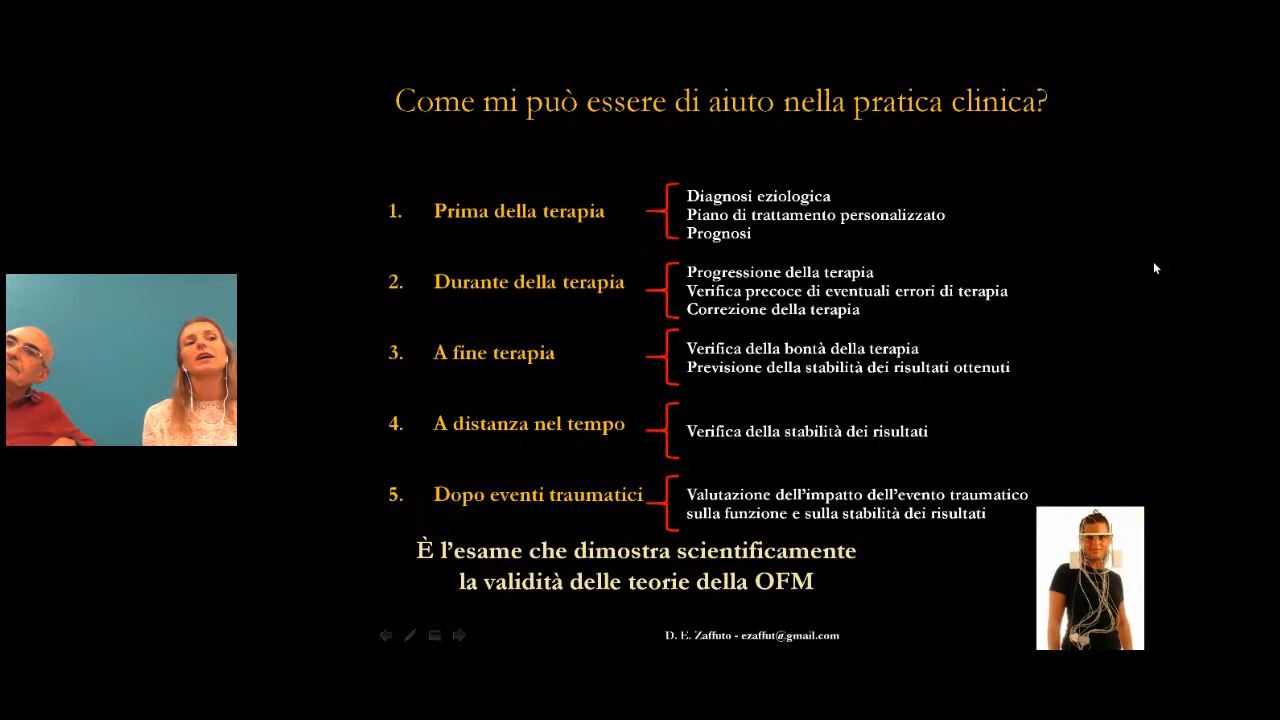 Come mi può essere di aiuto nella pratica clinica?
1. Prima della terapia
Diagnosi eziologica
Piano di trattamento personalizzato
Prognosi
2. Durante della terapia
Progressione della terapia
Verifica precoce di eventuali errori di terapia
Correzione della terapia
3. A fine terapia
Verifica della bontà della terapia
Previsione della stabilità dei risultati ottenuti
4. A distanza nel tempo
Verifica della stabilità dei risultati
5. Dopo eventi traumatici
Valutazione dell'impatto dell'evento traumatico
sulla funzione e sulla stabilità dei risultati
È l'esame che dimostra scientificamente
la validità delle teorie della OFM
D. E. Zaffuto - ezaffut@gmail.com